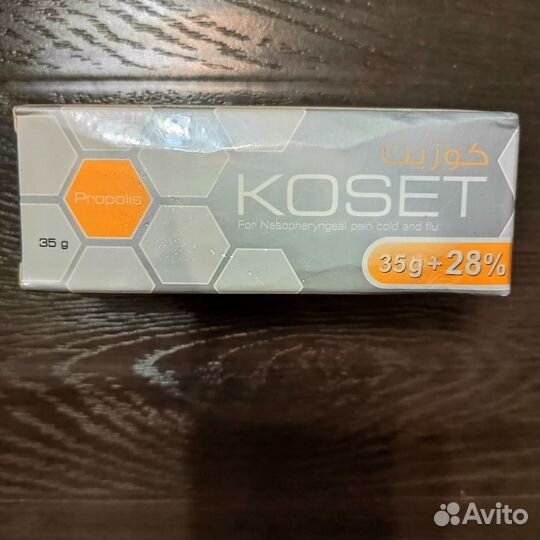 كوزيت
Propolis
KOSET
For Nasopharyngeal pain cold and flu
35 g
35g + 28%
Avito